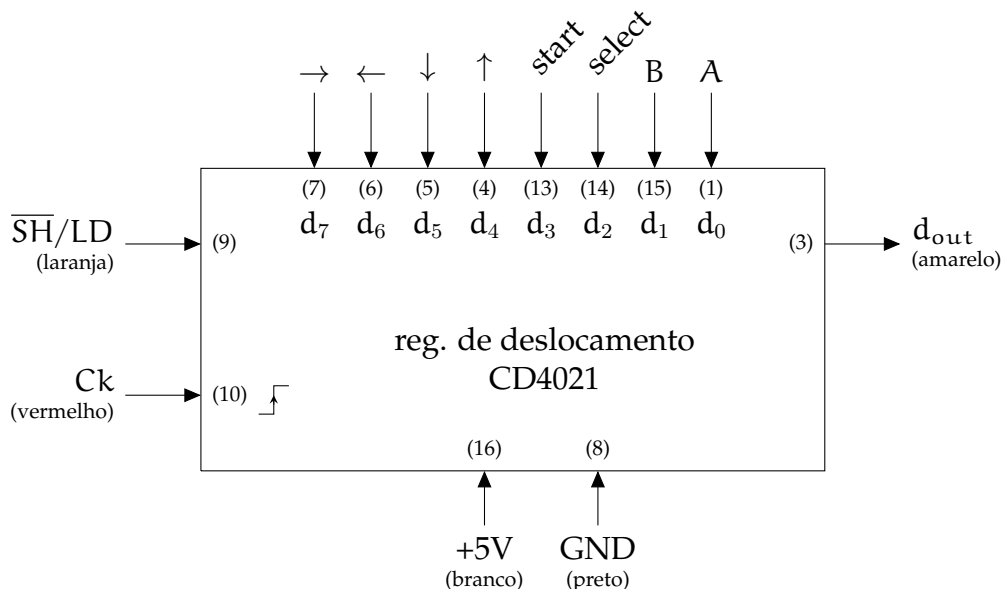 → ← ↓ ↑ start select B A
(7) (6) (5) (4) (13) (14) (15) (1)
d₇ d₆ d₅ d₄ d₃ d₂ d₁ d₀
S̅H̅/LD
(laranja)
(9)
(3)
dₒᵤₜ
(amarelo)
reg. de deslocamento
CD4021
Ck
(vermelho)
(10)
(16) (8)
+5V GND
(branco) (preto)